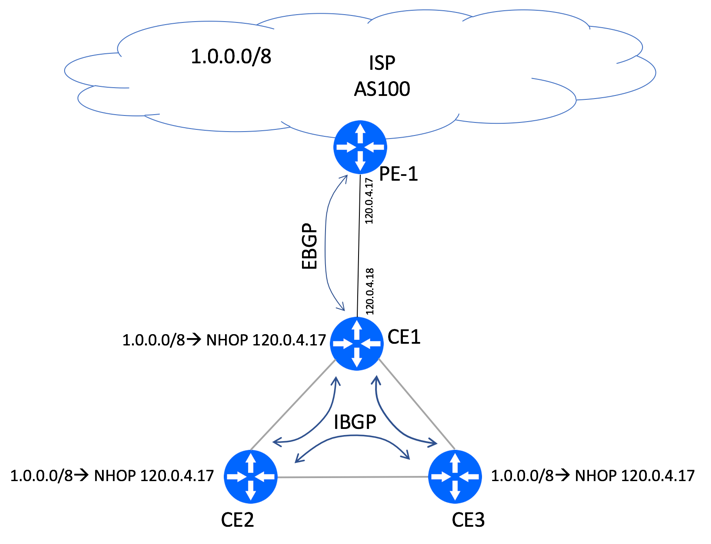 1.0.0.0/8
ISP
AS100
PE-1
120.0.4.17
EBGP
120.0.4.18
1.0.0.0/8→ NHOP 120.0.4.17
CE1
IBGP
1.0.0.0/8→ NHOP 120.0.4.17
1.0.0.0/8→ NHOP 120.0.4.17
CE2
CE3